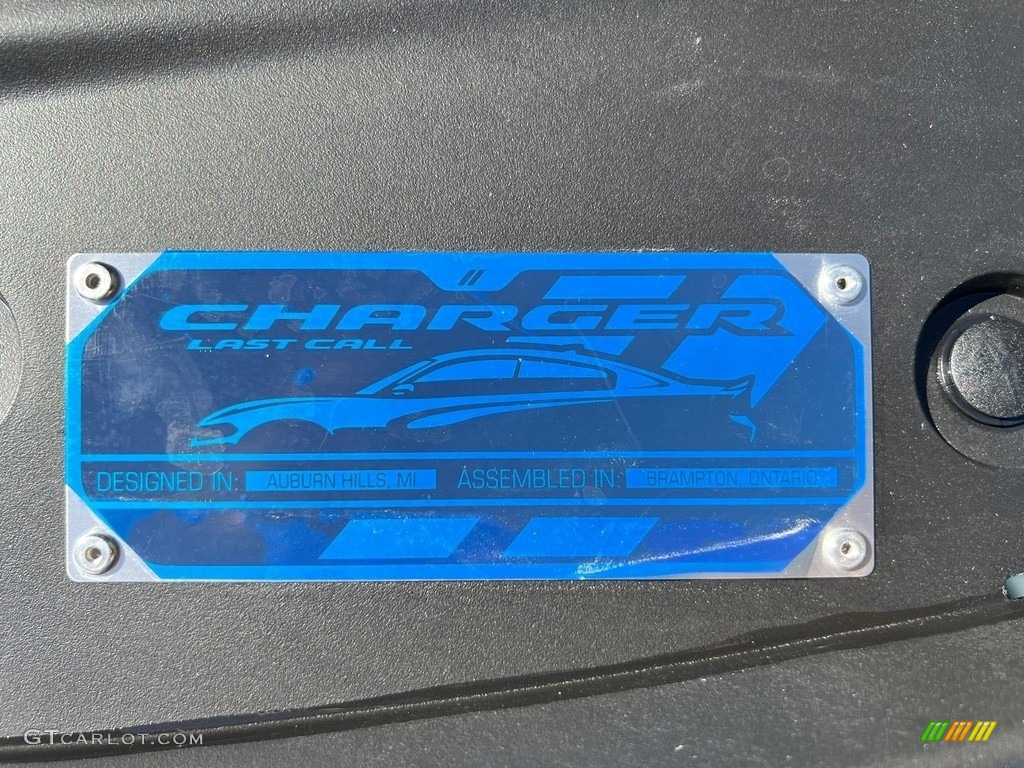 CHARGER
LAST CALL
DESIGNED IN: AUBURN HILLS, MI ASSEMBLED IN: BRAMPTON, ONTARIO
GTCARLOT.COM